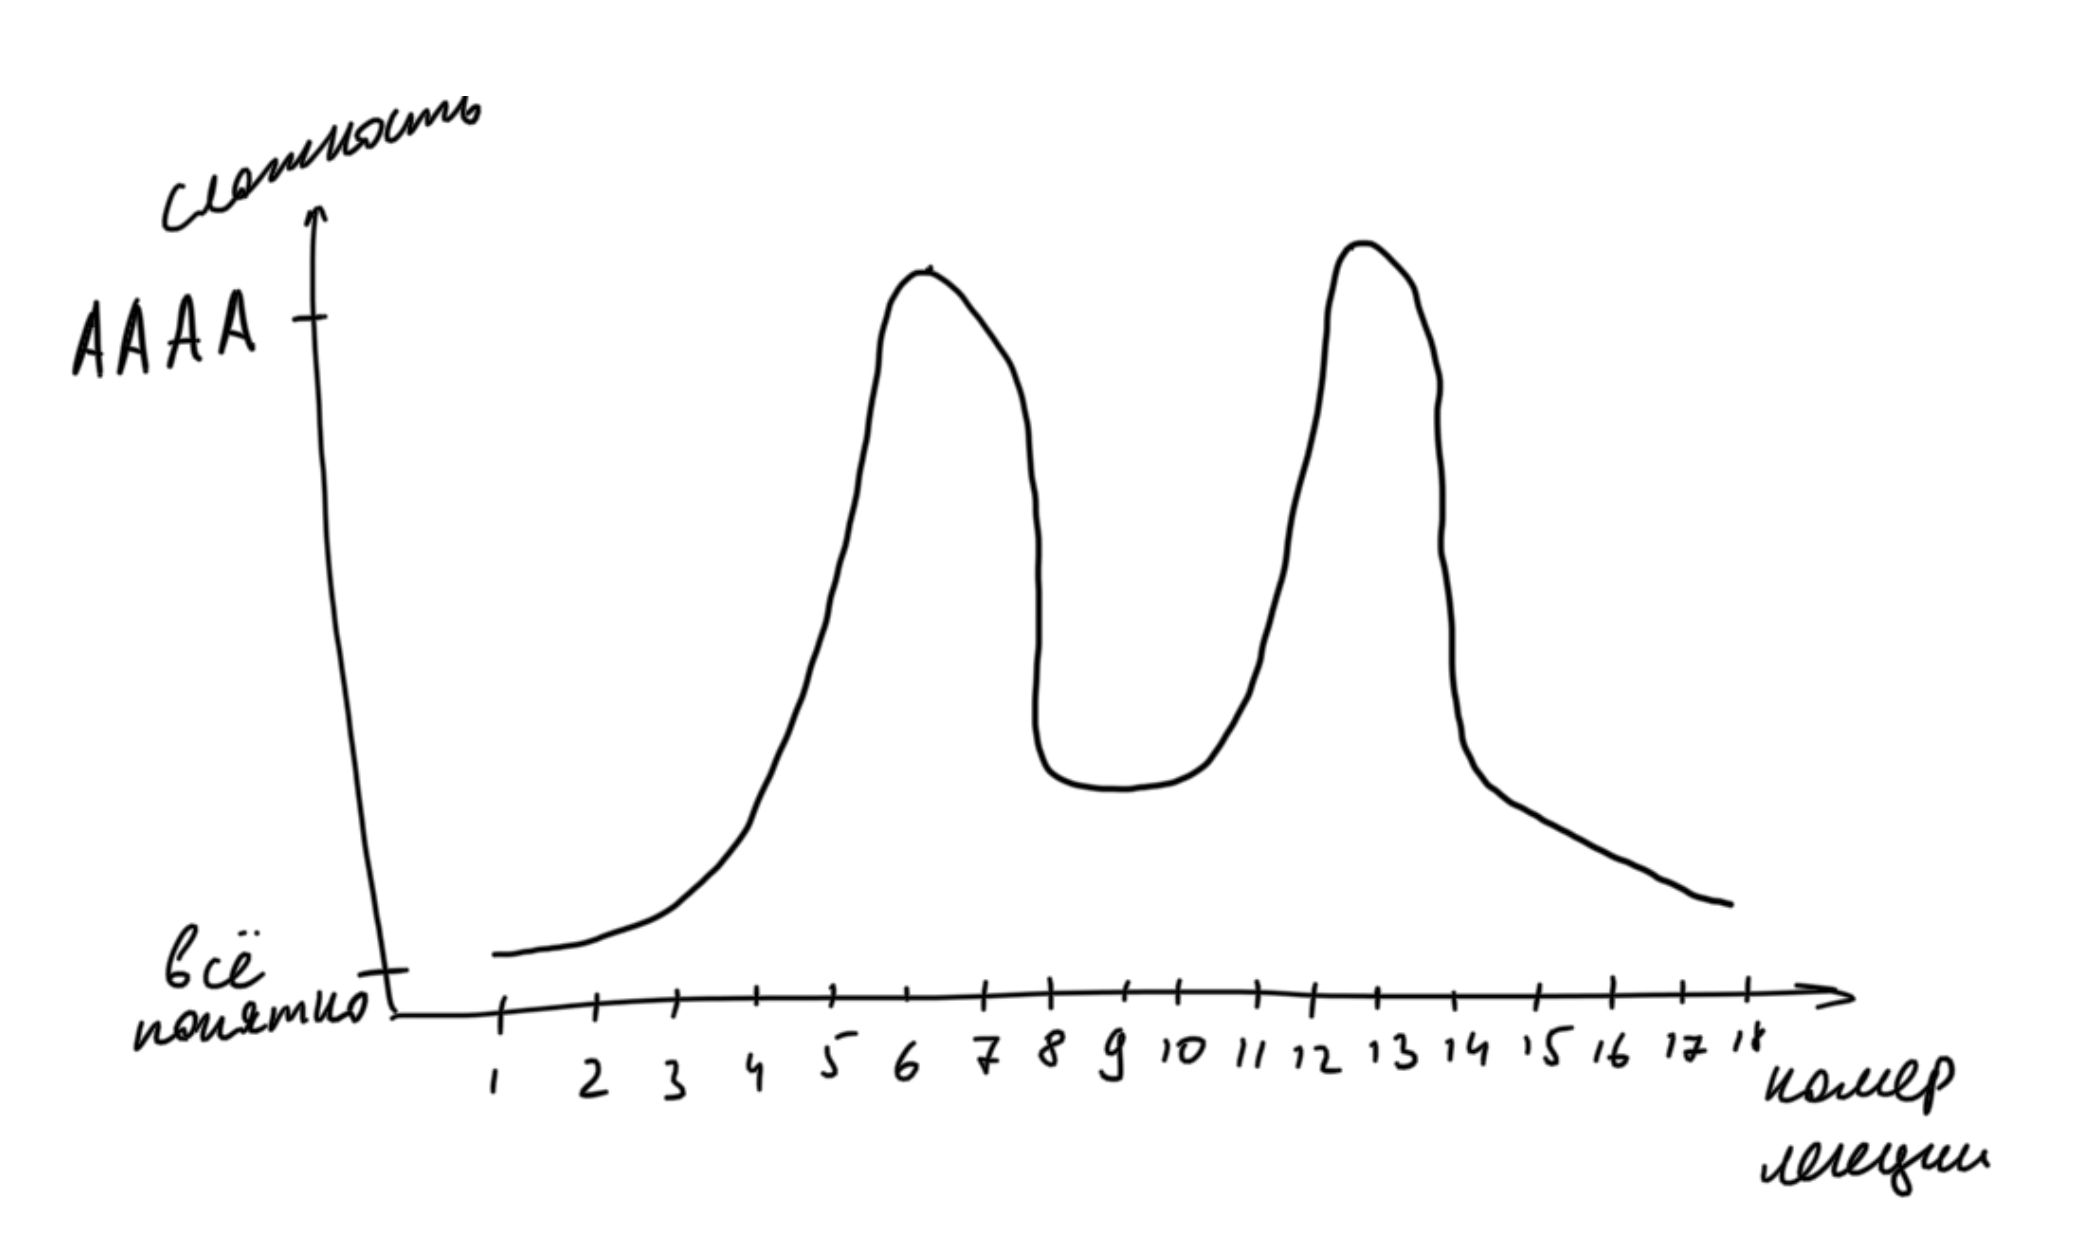 сложность
АААА
всё
понятно
1 2 3 4 5 6 7 8 9 10 11 12 13 14 15 16 17 18
номер
лекции